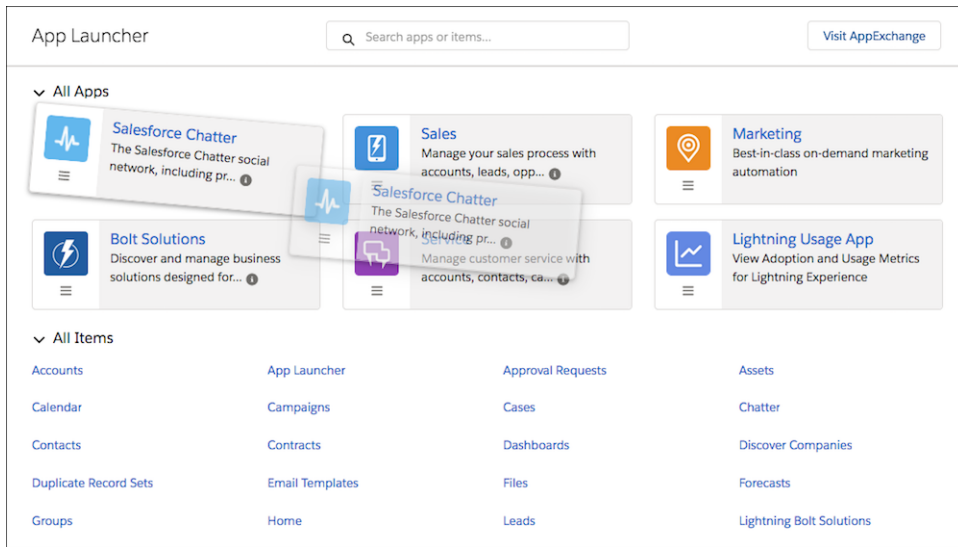 App Launcher
Search apps or items...
Visit AppExchange
All Apps
Salesforce Chatter
The Salesforce Chatter social
network, including pr...
Sales
Manage your sales process with
accounts, leads, opp...
Marketing
Best-in-class on-demand marketing
automation
Salesforce Chatter
The Salesforce Chatter social
network, including pr...
Bolt Solutions
Discover and manage business
solutions designed for...
Service
Manage customer service with
accounts, contacts, ca...
Lightning Usage App
View Adoption and Usage Metrics
for Lightning Experience
All Items
Accounts
App Launcher
Approval Requests
Assets
Calendar
Campaigns
Cases
Chatter
Contacts
Contracts
Dashboards
Discover Companies
Duplicate Record Sets
Email Templates
Files
Forecasts
Groups
Home
Leads
Lightning Bolt Solutions